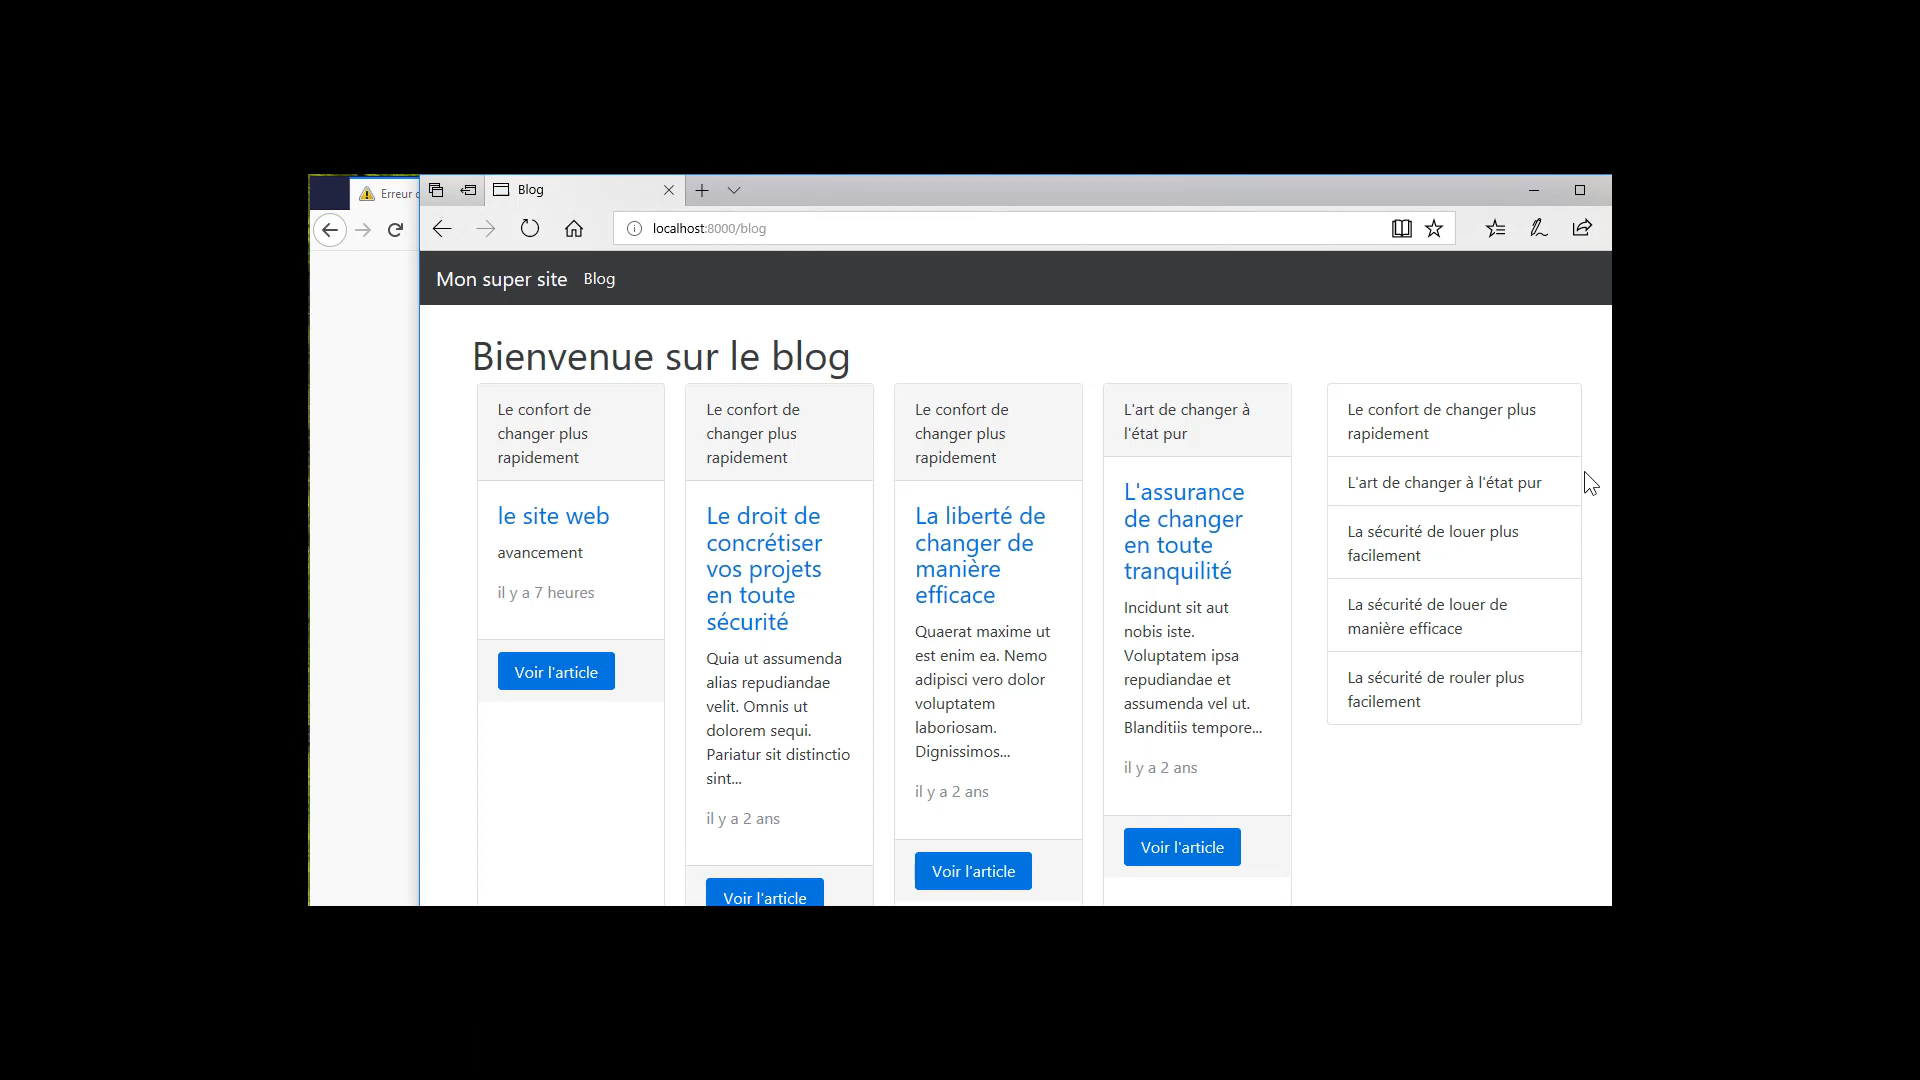 Erreur
Blog
localhost:8000/blog
Mon super site
Blog
Bienvenue sur le blog
Le confort de
changer plus
rapidement
le site web
avancement
il y a 7 heures
Voir l'article
Le confort de
changer plus
rapidement
Le droit de
concrétiser
vos projets
en toute
sécurité
Quia ut assumenda
alias repudiandae
velit. Omnis ut
dolorem sequi.
Pariatur sit distinctio
sint...
il y a 2 ans
Voir l'article
Le confort de
changer plus
rapidement
La liberté de
changer de
manière
efficace
Quaerat maxime ut
est enim ea. Nemo
adipisci vero dolor
voluptatem
laboriosam.
Dignissimos...
il y a 2 ans
Voir l'article
L'art de changer à
l'état pur
L'assurance
de changer
en toute
tranquilité
Incidunt sit aut
nobis iste.
Voluptatem ipsa
repudiandae et
assumenda vel ut.
Blanditiis tempore...
il y a 2 ans
Voir l'article
Le confort de changer plus
rapidement
L'art de changer à l'état pur
La sécurité de louer plus
facilement
La sécurité de louer de
manière efficace
La sécurité de rouler plus
facilement